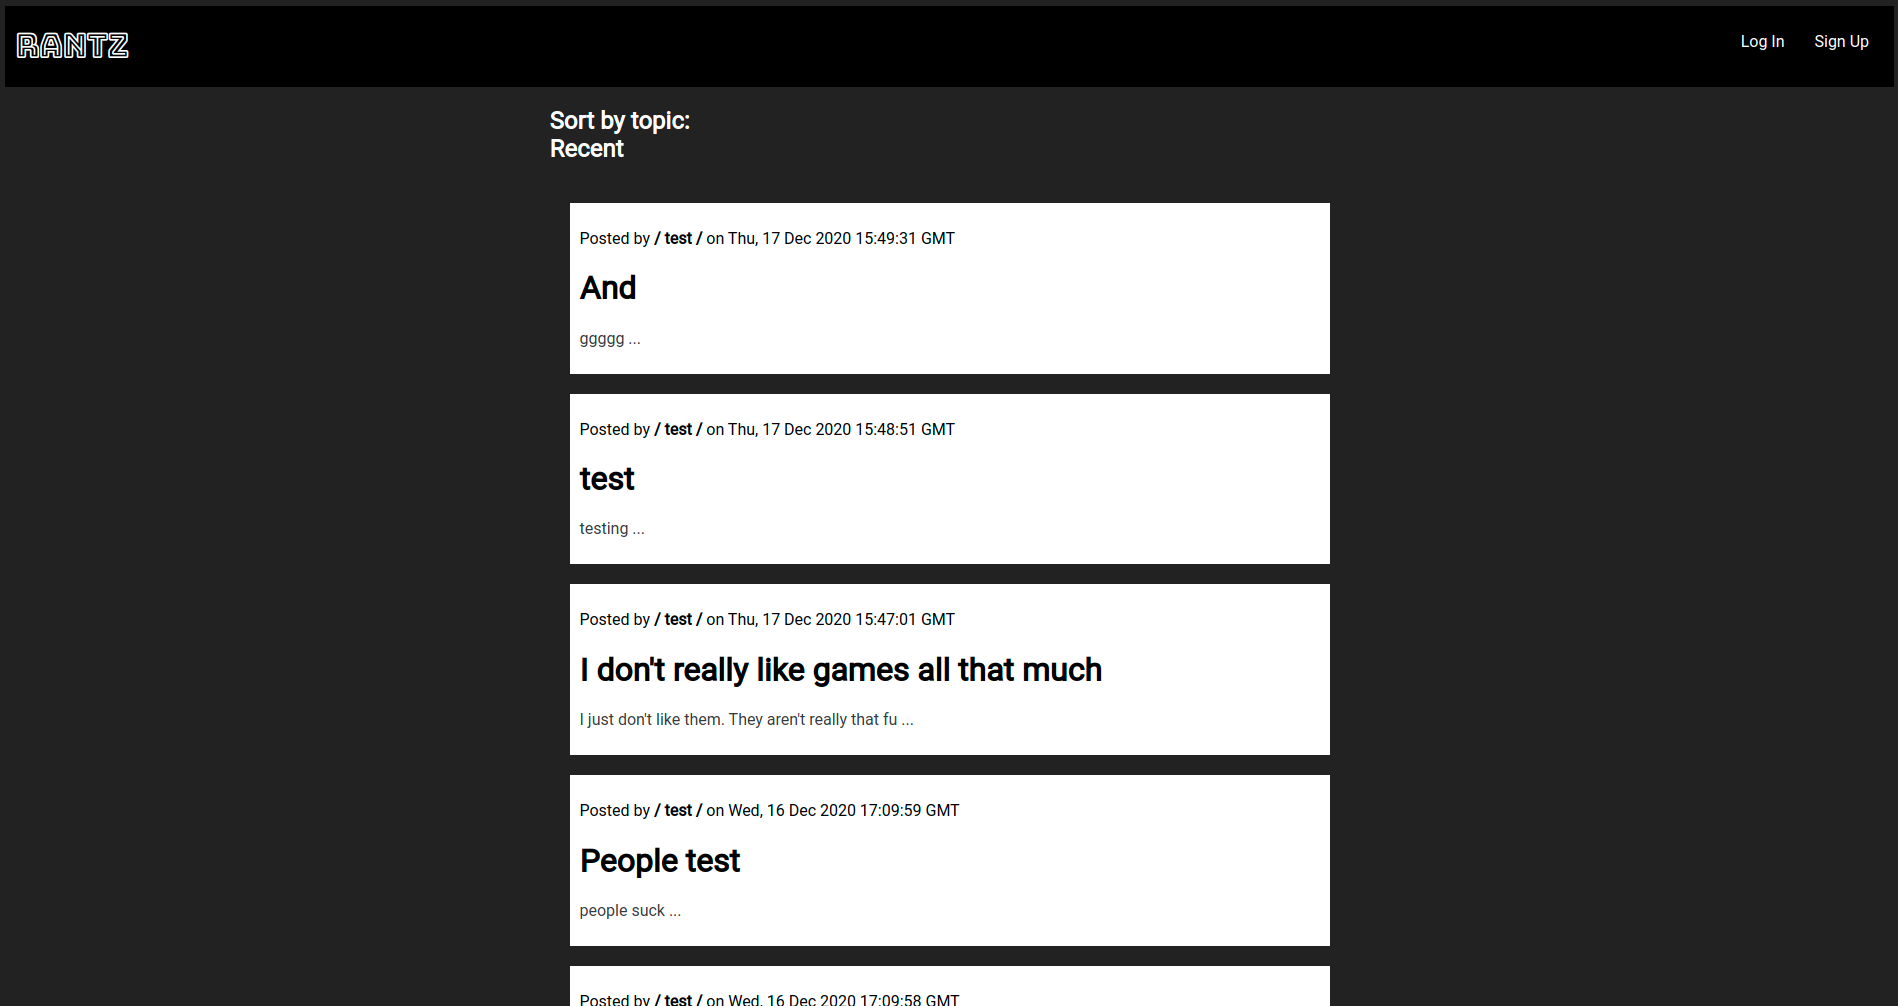 RANTZ
Log In
Sign Up
Sort by topic:
Recent
Posted by / test / on Thu, 17 Dec 2020 15:49:31 GMT
And
ggggg ...
Posted by / test / on Thu, 17 Dec 2020 15:48:51 GMT
test
testing ...
Posted by / test / on Thu, 17 Dec 2020 15:47:01 GMT
I don't really like games all that much
I just don't like them. They aren't really that fu ...
Posted by / test / on Wed, 16 Dec 2020 17:09:59 GMT
People test
people suck ...
Posted by / test / on Wed, 16 Dec 2020 17:09:58 GMT